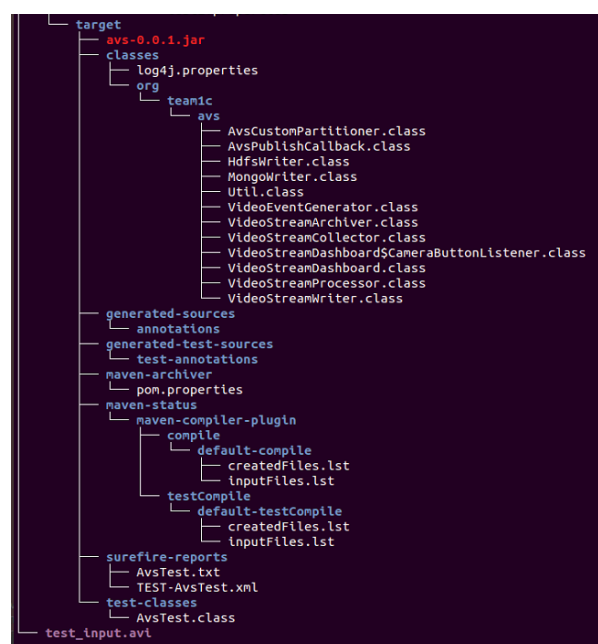 target
avs-0.0.1.jar
classes
log4j.properties
org
team1c
avs
AvsCustomPartitioner.class
AvsPublishCallback.class
HdfsWriter.class
MongoWriter.class
Util.class
VideoEventGenerator.class
VideoStreamArchiver.class
VideoStreamCollector.class
VideoStreamDashboard$CameraButtonListener.class
VideoStreamDashboard.class
VideoStreamProcessor.class
VideoStreamWriter.class
generated-sources
annotations
generated-test-sources
test-annotations
maven-archiver
pom.properties
maven-status
maven-compiler-plugin
compile
default-compile
createdFiles.lst
inputFiles.lst
testCompile
default-testCompile
createdFiles.lst
inputFiles.lst
surefire-reports
AvsTest.txt
TEST-AvsTest.xml
test-classes
AvsTest.class
test_input.avi